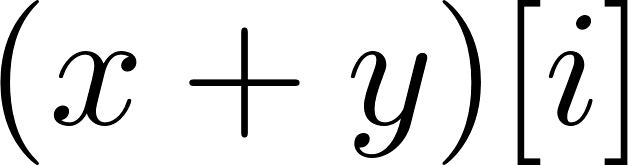 (x + y)[i]